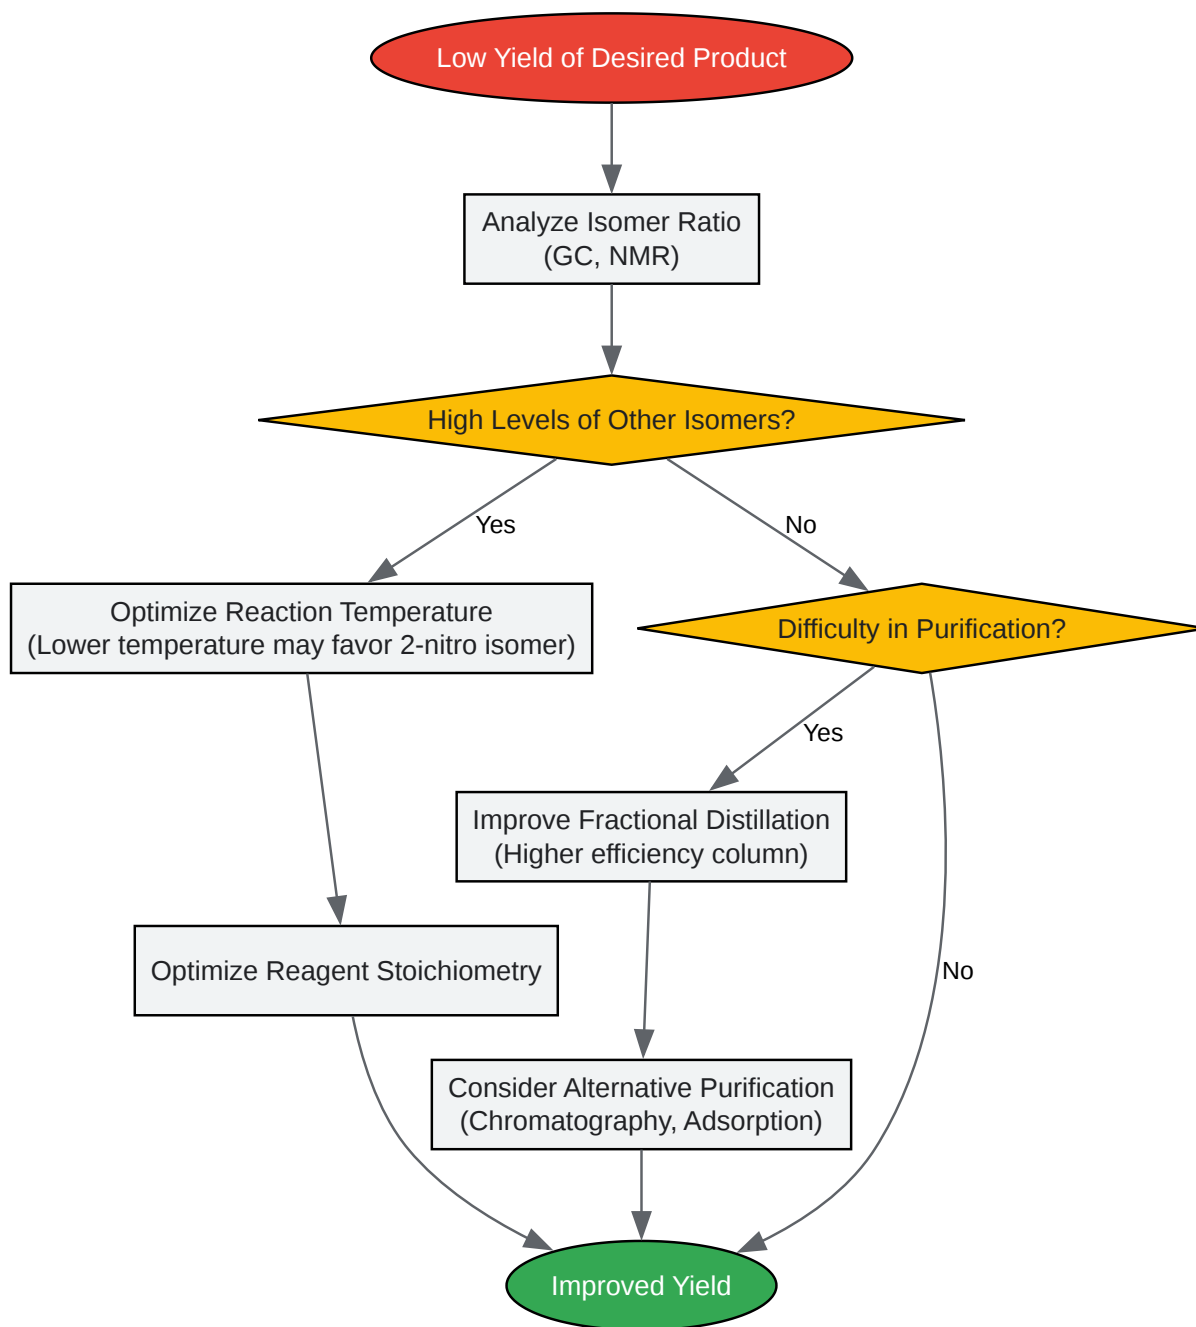 Low Yield of Desired Product
Analyze Isomer Ratio
(GC, NMR)
High Levels of Other Isomers?
Yes
No
Optimize Reaction Temperature
(Lower temperature may favor 2-nitro isomer)
Difficulty in Purification?
Yes
Improve Fractional Distillation
(Higher efficiency column)
Optimize Reagent Stoichiometry
No
Consider Alternative Purification
(Chromatography, Adsorption)
Improved Yield